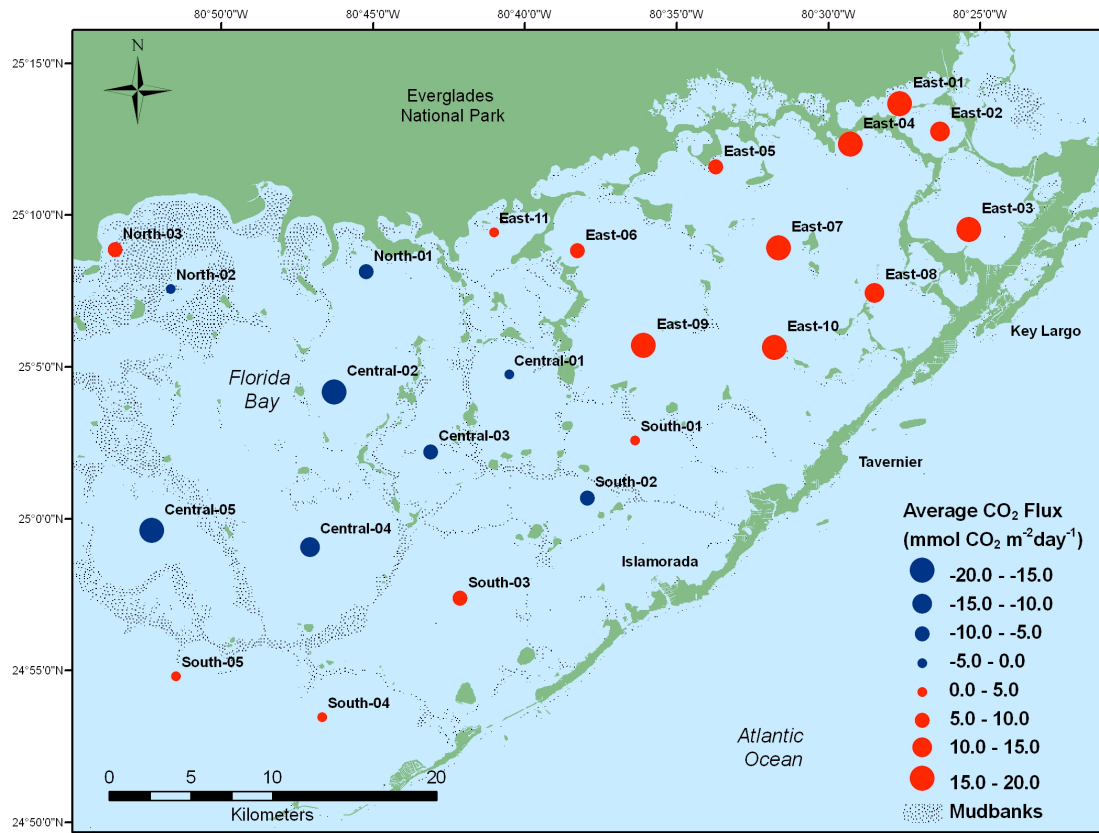 80°50'0"W 80°45'0"W 80°40'0"W 80°35'0"W 80°30'0"W 80°25'0"W
25°15'0"N
25°10'0"N
25°5'0"N
25°0'0"N
24°55'0"N
24°50'0"N
N
Everglades
National Park
East-01
East-02
East-04
East-05
East-03
East-11
East-06
East-07
North-03
North-01
North-02
East-08
East-09
East-10
Key Largo
Central-01
Central-02
Florida
Bay
South-01
Central-03
Tavernier
South-02
Central-05
Central-04
Islamorada
South-03
South-05
South-04
Atlantic
Ocean
Average CO₂ Flux
(mmol CO₂ m⁻²day⁻¹)
-20.0 - -15.0
-15.0 - -10.0
-10.0 - -5.0
-5.0 - 0.0
0.0 - 5.0
5.0 - 10.0
10.0 - 15.0
15.0 - 20.0
Mudbanks
0 5 10 20
Kilometers